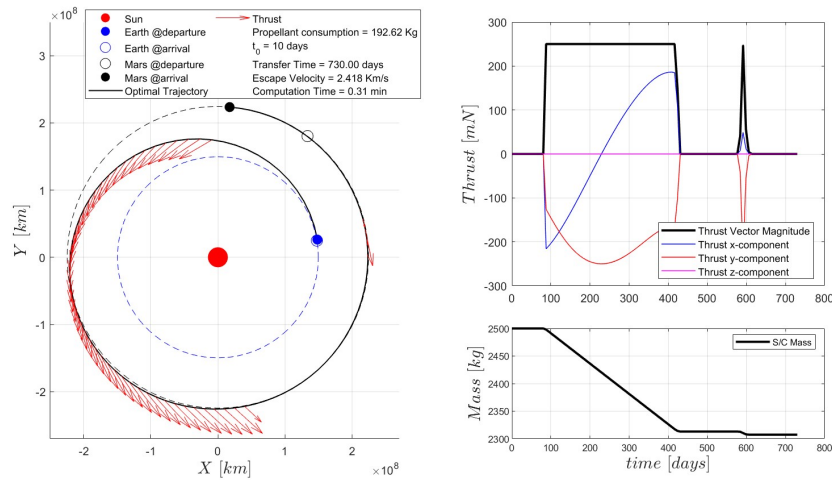 ×10^8
Sun
Earth @departure
Earth @arrival
Mars @departure
Mars @arrival
Optimal Trajectory
Thrust
Propellant consumption = 192.62 Kg
t_0 = 10 days
Transfer Time = 730.00 days
Escape Velocity = 2.418 Km/s
Computation Time = 0.31 min
3
2
1
0
-1
-2
Y [km]
-2 -1 0 1 2
×10^8
X [km]
300
200
100
0
-100
-200
-300
Thrust [mN]
Thrust Vector Magnitude
Thrust x-component
Thrust y-component
Thrust z-component
0 100 200 300 400 500 600 700 800
2500
2450
2400
2350
2300
Mass [kg]
S/C Mass
0 100 200 300 400 500 600 700 800
time [days]